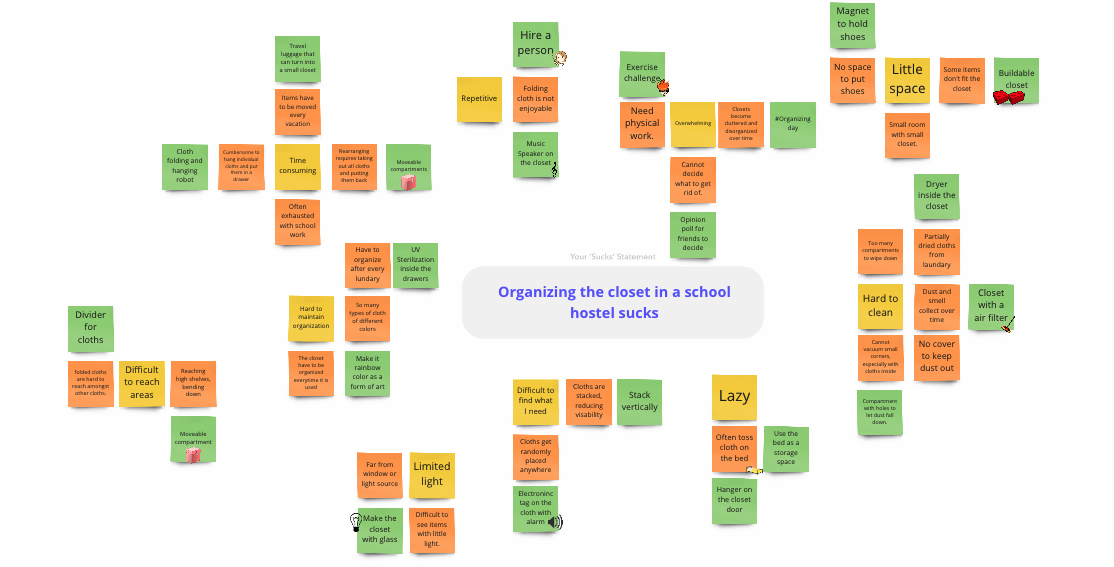 Travel
luggage that
can turn into
a small closet
Items have
to be moved
every
vacation
Cloth
folding and
hanging
robot
Cumbersome to
hang individual
cloths and put
them in a
drawer
Time
consuming
Rearranging
requires taking
out all cloths
and putting
them back
Moveable
compartments
Often
exhausted
with school
work
Hire a
person
Repetitive
Folding
cloth is not
enjoyable
Music
Speaker on
the closet
Exercise
challenge
Need
physical
work.
Overwhelming
Closets
become
cluttered and
disorganized
over time
#Organizing
day
Cannot
decide
what to get
rid of.
Opinion
poll for
friends to
decide
Magnet
to hold
shoes
No space
to put
shoes
Little
space
Some items
don't fit the
closet
Buildable
closet
Small room
with small
closet.
Dryer
inside the
closet
Too many
compartments
to wipe down
Partially
dried cloths
from
laundary
Hard to
clean
Dust and
smell
collect over
time
Closet
with a
air filter
Cannot
vacuum small
corners,
especially with
cloths inside
No cover
to keep
dust out
Compartment
with holes to
let dust fall
down.
Have to
organize
after every
lundary
UV
Sterilization
inside the
drawers
Hard to
maintain
organization
So many
types of cloth
of different
colors
The closet
have to be
organized
everytime it is
used
Make it
rainbow
color as a
form of art
Your 'Sucks' Statement
Organizing the closet in a school
hostel sucks
Divider
for
cloths
folded cloths
are hard to
reach amongst
other cloths.
Difficult
to reach
areas
Reaching
high shelves,
bending
down
Moveable
compartment
Far from
window or
light source
Limited
light
Make the
closet
with glass
Difficult to
see items
with little
light.
Difficult to
find what
I need
Cloths are
stacked,
reducing
visability
Stack
vertically
Cloths get
randomly
placed
anywhere
Electroninc
tag on the
cloth with
alarm
Lazy
Often toss
cloth on
the bed
Use the
bed as a
storage
space
Hanger on
the closet
door